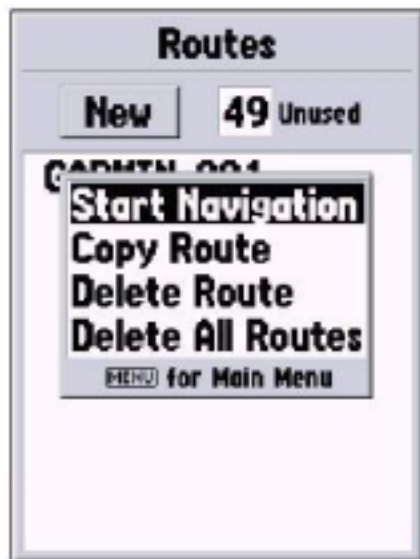 Routes
New 49 Unused
Start Navigation
Copy Route
Delete Route
Delete All Routes
MENU for Main Menu